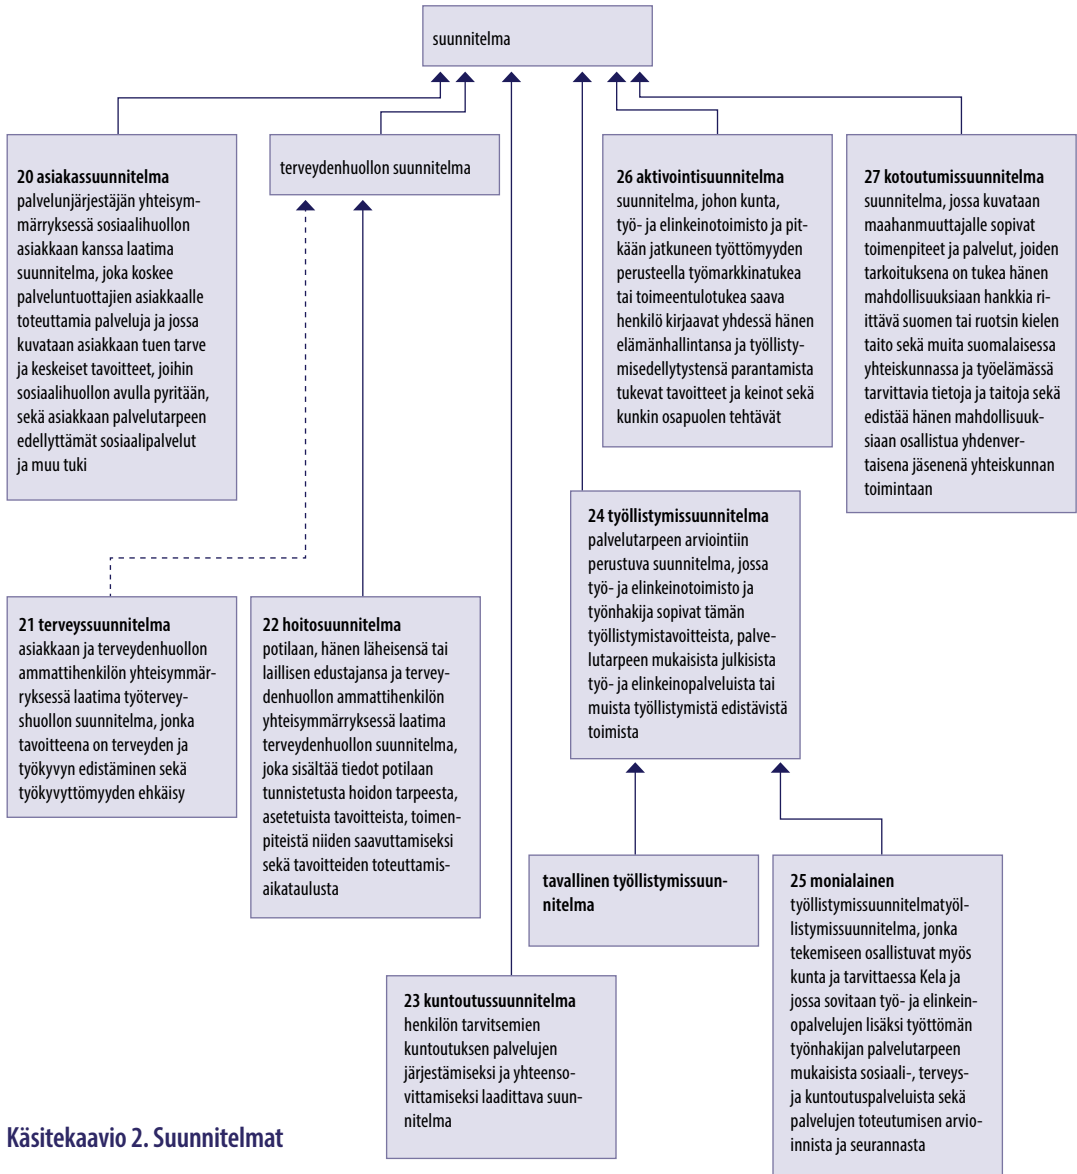 suunnitelma
20 asiakassuunnitelma
palvelunjärjestäjän yhteisym-
märryksessä sosiaalihuollon
asiakkaan kanssa laatima
suunnitelma, joka koskee
palveluntuottajien asiakkaalle
toteuttamia palveluja ja jossa
kuvataan asiakkaan tuen tarve
ja keskeiset tavoitteet, joihin
sosiaalihuollon avulla pyritään,
sekä asiakkaan palvelutarpeen
edellyttämät sosiaalipalvelut
ja muu tuki
terveydenhuollon suunnitelma
26 aktivointisuunnitelma
suunnitelma, johon kunta,
työ- ja elinkeinotoimisto ja pit-
kään jatkuneen työttömyyden
perusteella työmarkkinatukea
tai toimeentulotukea saava
henkilö kirjaavat yhdessä hänen
elämänhallintansa ja työllisty-
misedellytystensä parantamista
tukevat tavoitteet ja keinot sekä
kunkin osapuolen tehtävät
27 kotoutumissuunnitelma
suunnitelma, jossa kuvataan
maahanmuuttajalle sopivat
toimenpiteet ja palvelut, joiden
tarkoituksena on tukea hänen
mahdollisuuksiaan hankkia ri-
ittävä suomen tai ruotsin kielen
taito sekä muita suomalaisessa
yhteiskunnassa ja työelämässä
tarvittavia tietoja ja taitoja sekä
edistää hänen mahdollisuuk-
siaan osallistua yhdenver-
taisena jäsenenä yhteiskunnan
toimintaan
24 työllistymissuunnitelma
palvelutarpeen arviointiin
perustuva suunnitelma, jossa
työ- ja elinkeinotoimisto ja
työnhakija sopivat tämän
työllistymistavoitteista, palve-
lutarpeen mukaisista julkisista
työ- ja elinkeinopalveluista tai
muista työllistymistä edistävistä
toimista
21 terveyssuunnitelma
asiakkaan ja terveydenhuollon
ammattihenkilön yhteisymmär-
ryksessä laatima työtervey-
shuollon suunnitelma, jonka
tavoitteena on terveyden ja
työkyvyn edistäminen sekä
työkyvyttömyyden ehkäisy
22 hoitosuunnitelma
potilaan, hänen läheisensä tai
laillisen edustajansa ja tervey-
denhuollon ammattihenkilön
yhteisymmärryksessä laatima
terveydenhuollon suunnitelma,
joka sisältää tiedot potilaan
tunnistetusta hoidon tarpeesta,
asetetuista tavoitteista, toimen-
piteistä niiden saavuttamiseksi
sekä tavoitteiden toteuttamis-
aikataulusta
tavallinen työllistymissuun-
nitelma
25 monialainen
työllistymissuunnitelmatyöl-
listymissuunnitelma, jonka
tekemiseen osallistuvat myös
kunta ja tarvittaessa Kela ja
jossa sovitaan työ- ja elinkein-
opalvelujen lisäksi työttömän
työnhakijan palvelutarpeen
mukaisista sosiaali-, terveys-
ja kuntoutuspalveluista sekä
palvelujen toteutumisen arvio-
innista ja seurannasta
23 kuntoutussuunnitelma
henkilön tarvitsemien
kuntoutuksen palvelujen
järjestämiseksi ja yhteenso-
vittamiseksi laadittava suun-
nitelma
Käsitekaavio 2. Suunnitelmat